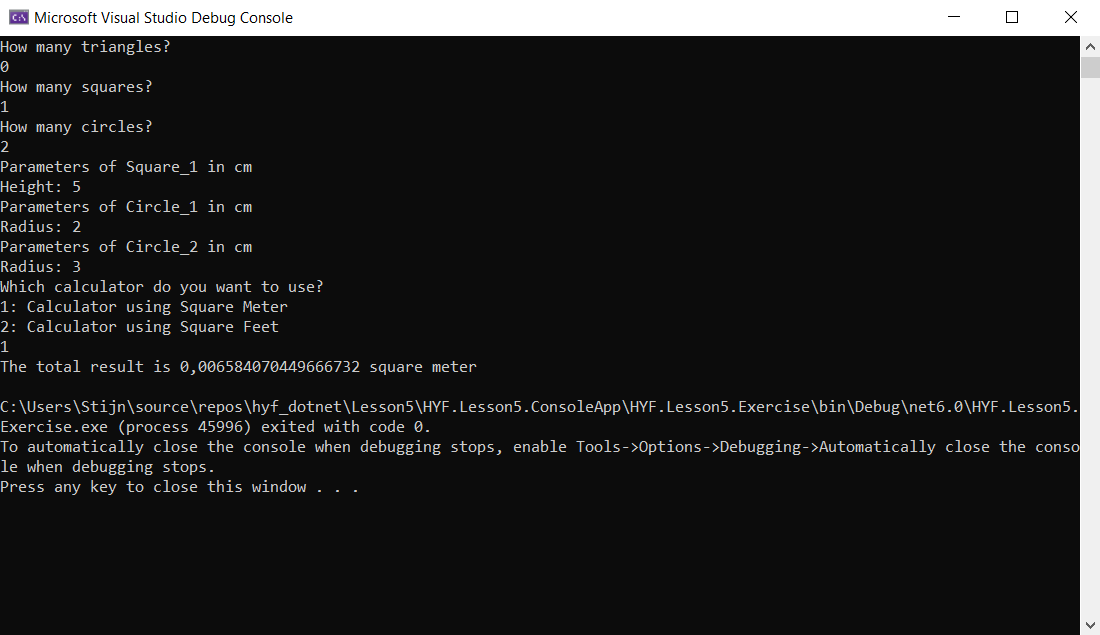 Microsoft Visual Studio Debug Console
How many triangles?
0
How many squares?
1
How many circles?
2
Parameters of Square_1 in cm
Height: 5
Parameters of Circle_1 in cm
Radius: 2
Parameters of Circle_2 in cm
Radius: 3
Which calculator do you want to use?
1: Calculator using Square Meter
2: Calculator using Square Feet
1
The total result is 0,006584070449666732 square meter
C:\Users\Stijn\source\repos\hyf_dotnet\Lesson5\HYF.Lesson5.ConsoleApp\HYF.Lesson5.Exercise\bin\Debug\net6.0\HYF.Lesson5.
Exercise.exe (process 45996) exited with code 0.
To automatically close the console when debugging stops, enable Tools->Options->Debugging->Automatically close the conso
le when debugging stops.
Press any key to close this window . . .